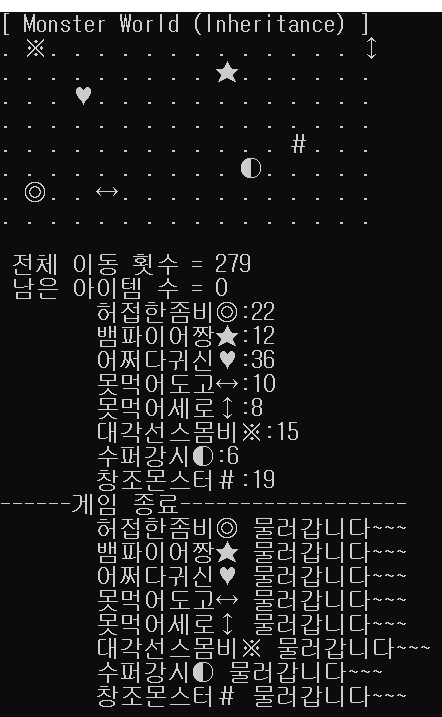 [ Monster World (Inheritance) ]
. ※. . . . . . . . . . . . . ↕
. . . . . . . . . ★. . . . . .
. . . ♥. . . . . . . . . . . .
. . . . . . . . . . . . . . . .
. . . . . . . . . . . . # . . .
. . . . . . . . . . ◐. . . . .
. ◎. . ↔. . . . . . . . . . .
. . . . . . . . . . . . . . . .
전체 이동 횟수 = 279
남은 아이템 수 = 0
허접한좀비◎:22
뱀파이어짱★:12
어쩌다귀신♥:36
못먹어도고↔:10
못먹어세로↕:8
대각선스몸비※:15
수퍼강시◐:6
창조몬스터#:19
------게임 종료-------------------
허접한좀비◎ 물러갑니다~~~
뱀파이어짱★ 물러갑니다~~~
어쩌다귀신♥ 물러갑니다~~~
못먹어도고↔ 물러갑니다~~~
못먹어세로↕ 물러갑니다~~~
대각선스몸비※ 물러갑니다~~~
수퍼강시◐ 물러갑니다~~~
창조몬스터# 물러갑니다~~~